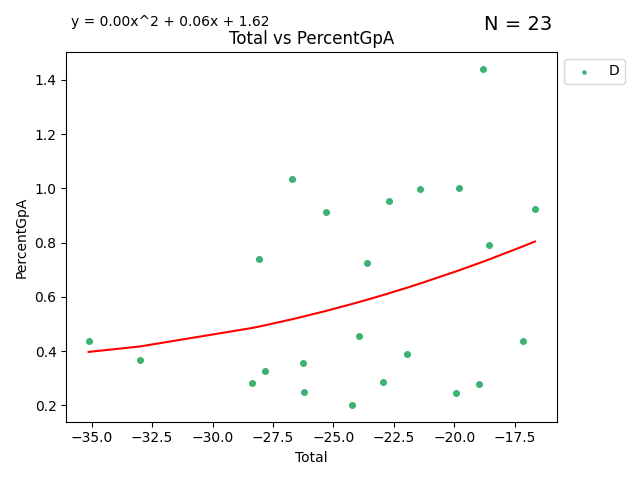 y = 0.00x^2 + 0.06x + 1.62
N = 23
Total vs PercentGpA
D
1.4
1.2
1.0
0.8
0.6
0.4
0.2
PercentGpA
−35.0 −32.5 −30.0 −27.5 −25.0 −22.5 −20.0 −17.5
Total